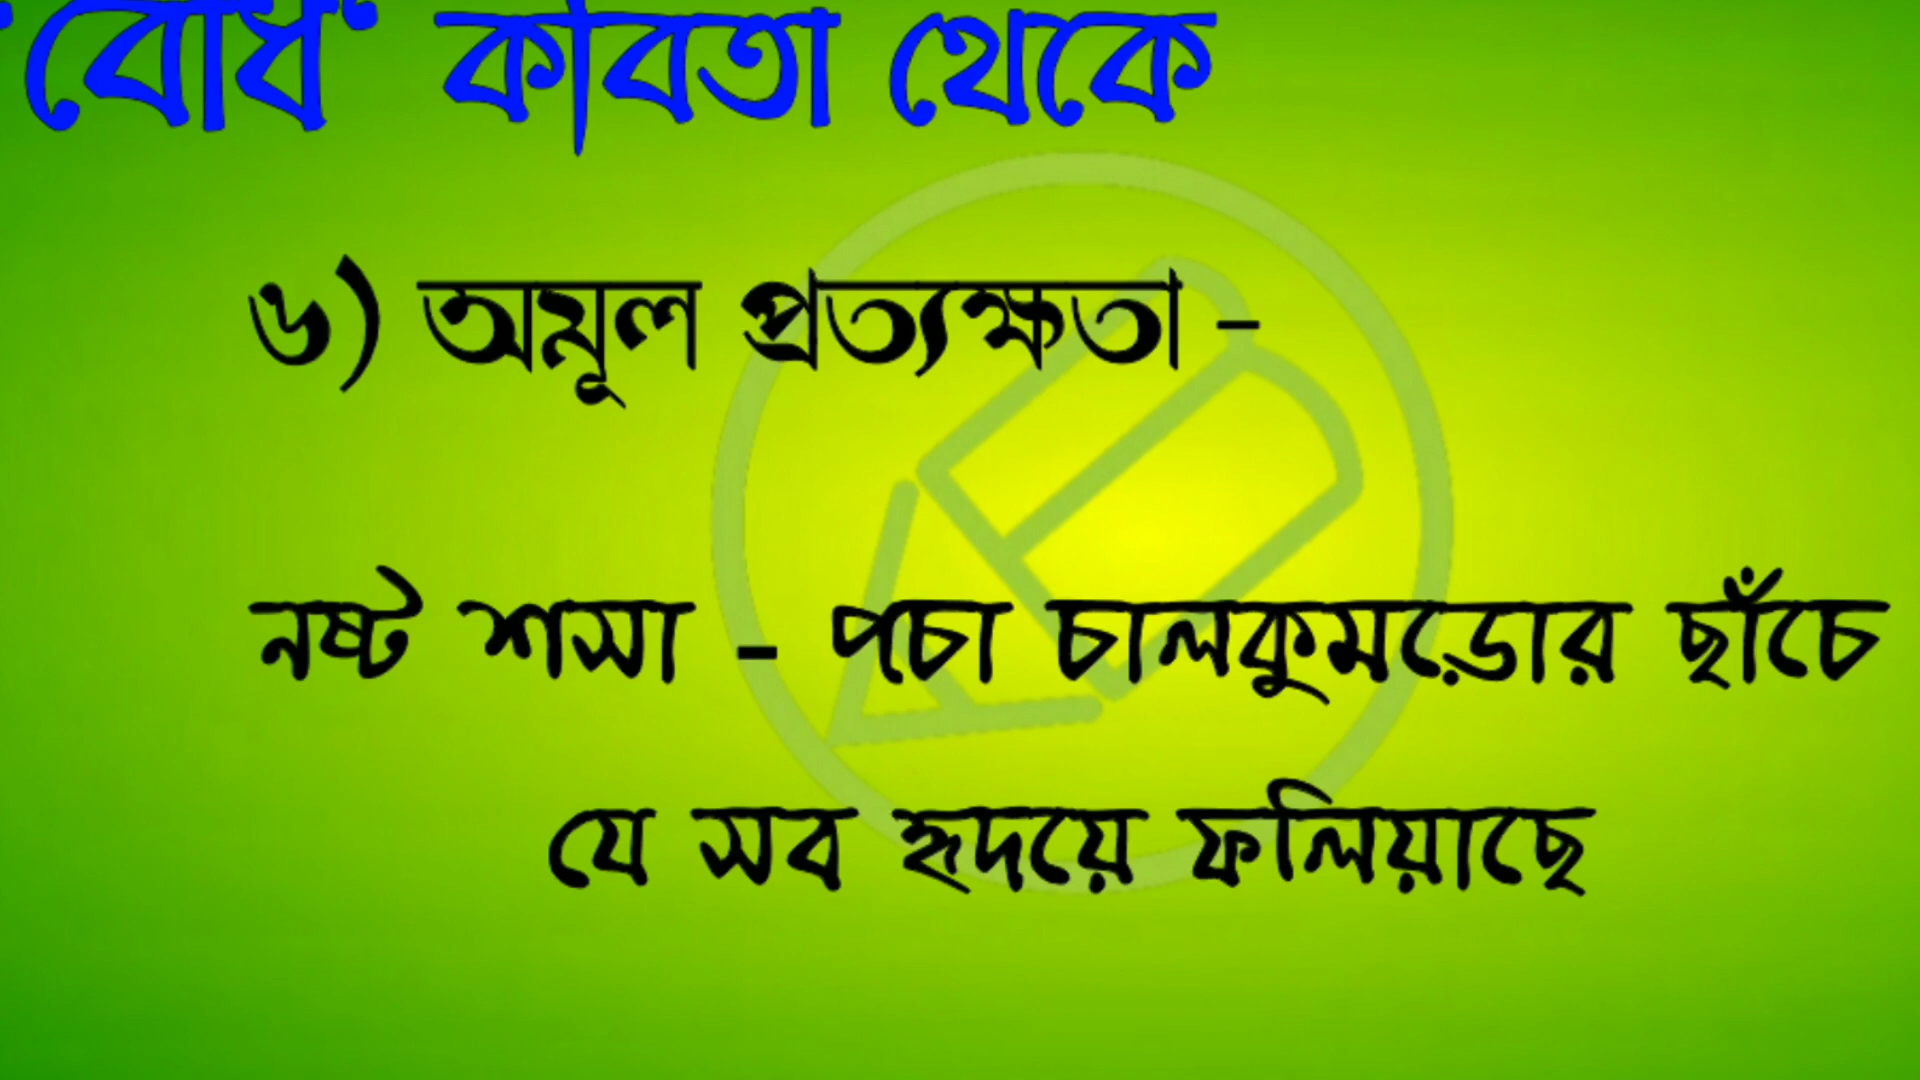 'বোধ' কবিতা থেকে
৬) অমূল প্রত্যক্ষতা -
নষ্ট শসা - পচা চালকুমড়োর ছাঁচে
যে সব হৃদয়ে ফলিয়াছে